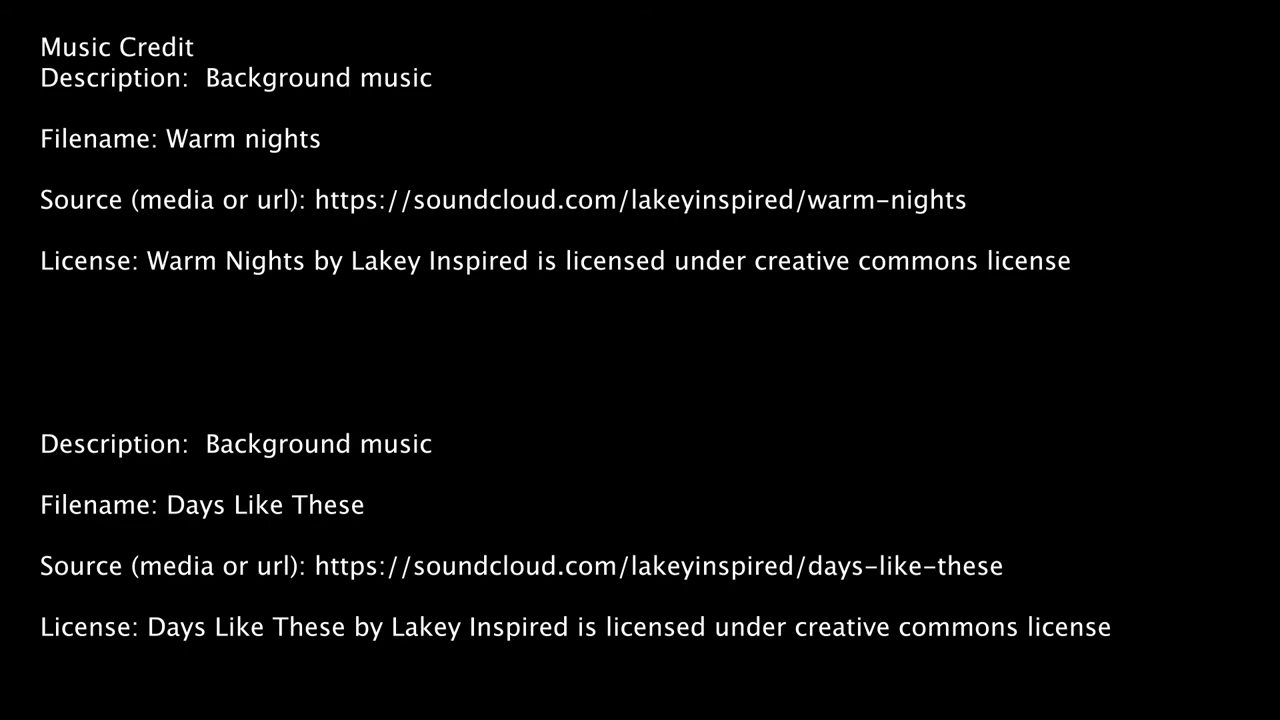 Music Credit
Description:  Background music
Filename: Warm nights
Source (media or url): https://soundcloud.com/lakeyinspired/warm-nights
License: Warm Nights by Lakey Inspired is licensed under creative commons license
Description:  Background music
Filename: Days Like These
Source (media or url): https://soundcloud.com/lakeyinspired/days-like-these
License: Days Like These by Lakey Inspired is licensed under creative commons license